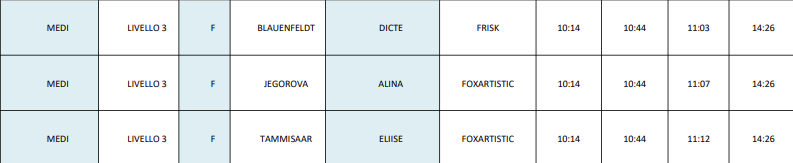 MEDI LIVELLO 3 F BLAUENFELDT DICTE FRISK 10:14 10:44 11:03 14:26
MEDI LIVELLO 3 F JEGOROVA ALINA FOXARTISTIC 10:14 10:44 11:07 14:26
MEDI LIVELLO 3 F TAMMISAAR ELIISE FOXARTISTIC 10:14 10:44 11:12 14:26